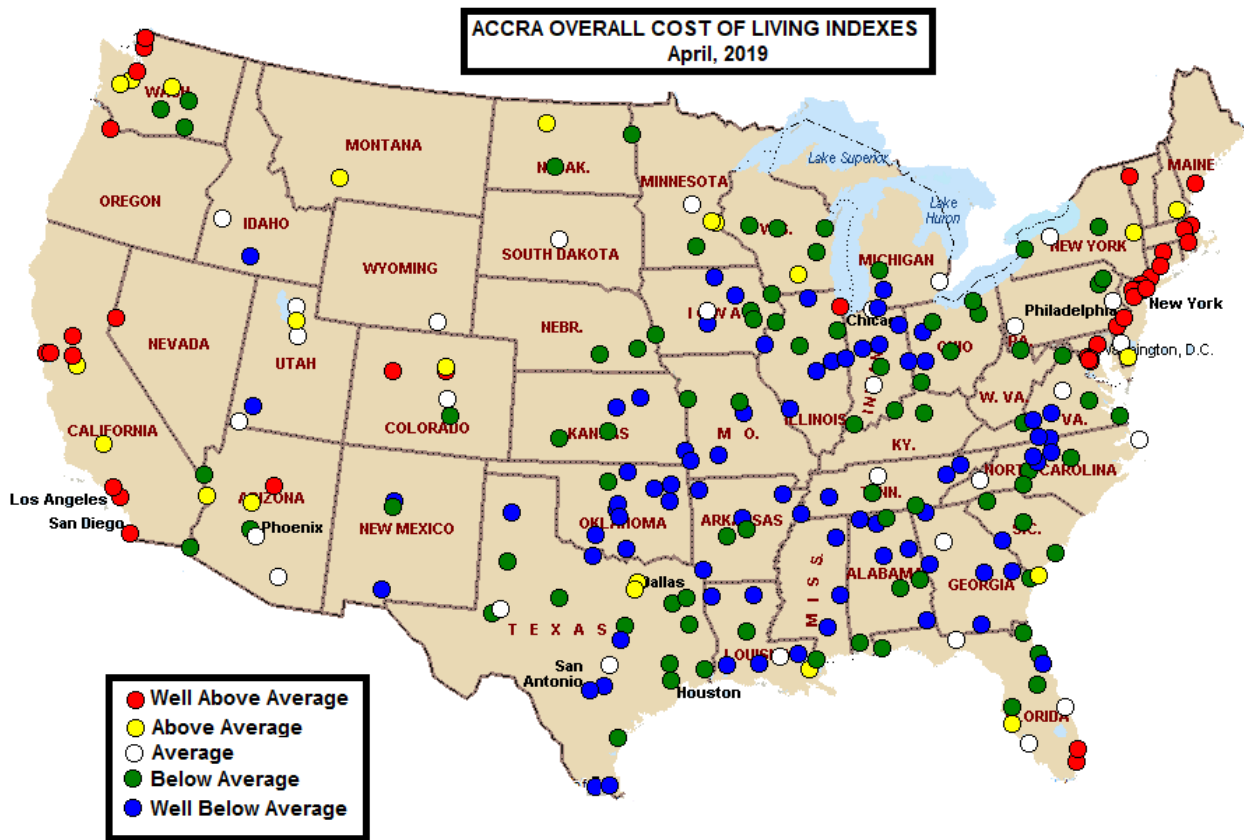 ACCRA OVERALL COST OF LIVING INDEXES
April, 2019
WASH.
MONTANA
N. DAK.
MINNESOTA
Lake Superior
MAINE
OREGON
IDAHO
SOUTH DAKOTA
WIS.
Lake
Huron
NEW YORK
WYOMING
MICHIGAN
NEVADA
NEBR.
IOWA
Chicago
Philadelphia
New York
UTAH
OHIO
PA.
Washington, D.C.
CALIFORNIA
COLORADO
KANSAS
MO.
ILLINOIS
IN
W. VA.
VA.
KY.
Los Angeles
San Diego
ARIZONA
Phoenix
NEW MEXICO
OKLAHOMA
ARKANSAS
TENN.
NORTH CAROLINA
S.C.
Dallas
TEXAS
MISS.
ALABAMA
GEORGIA
San
Antonio
Houston
FLORIDA
Well Above Average
Above Average
Average
Below Average
Well Below Average